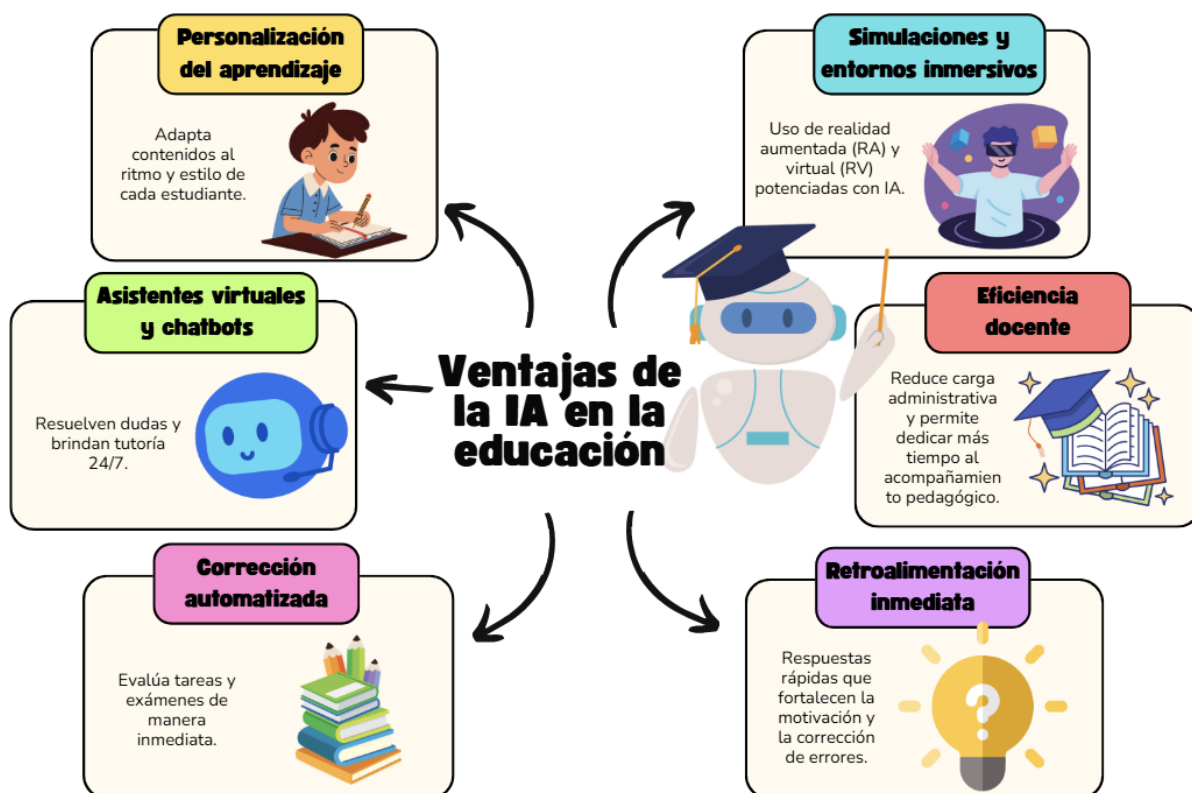 Personalización
del aprendizaje
Adapta
contenidos al
ritmo y estilo de
cada estudiante.
Simulaciones y
entornos inmersivos
Uso de realidad
aumentada (RA) y
virtual (RV)
potenciadas con IA.
Asistentes virtuales
y chatbots
Resuelven dudas y
brindan tutoría
24/7.
Ventajas de
la IA en la
educación
Eficiencia
docente
Reduce carga
administrativa
y permite
dedicar más
tiempo al
acompañamien
to pedagógico.
Corrección
automatizada
Evalúa tareas y
exámenes de
manera
inmediata.
Retroalimentación
inmediata
Respuestas
rápidas que
fortalecen la
motivación y
la corrección
de errores.
?